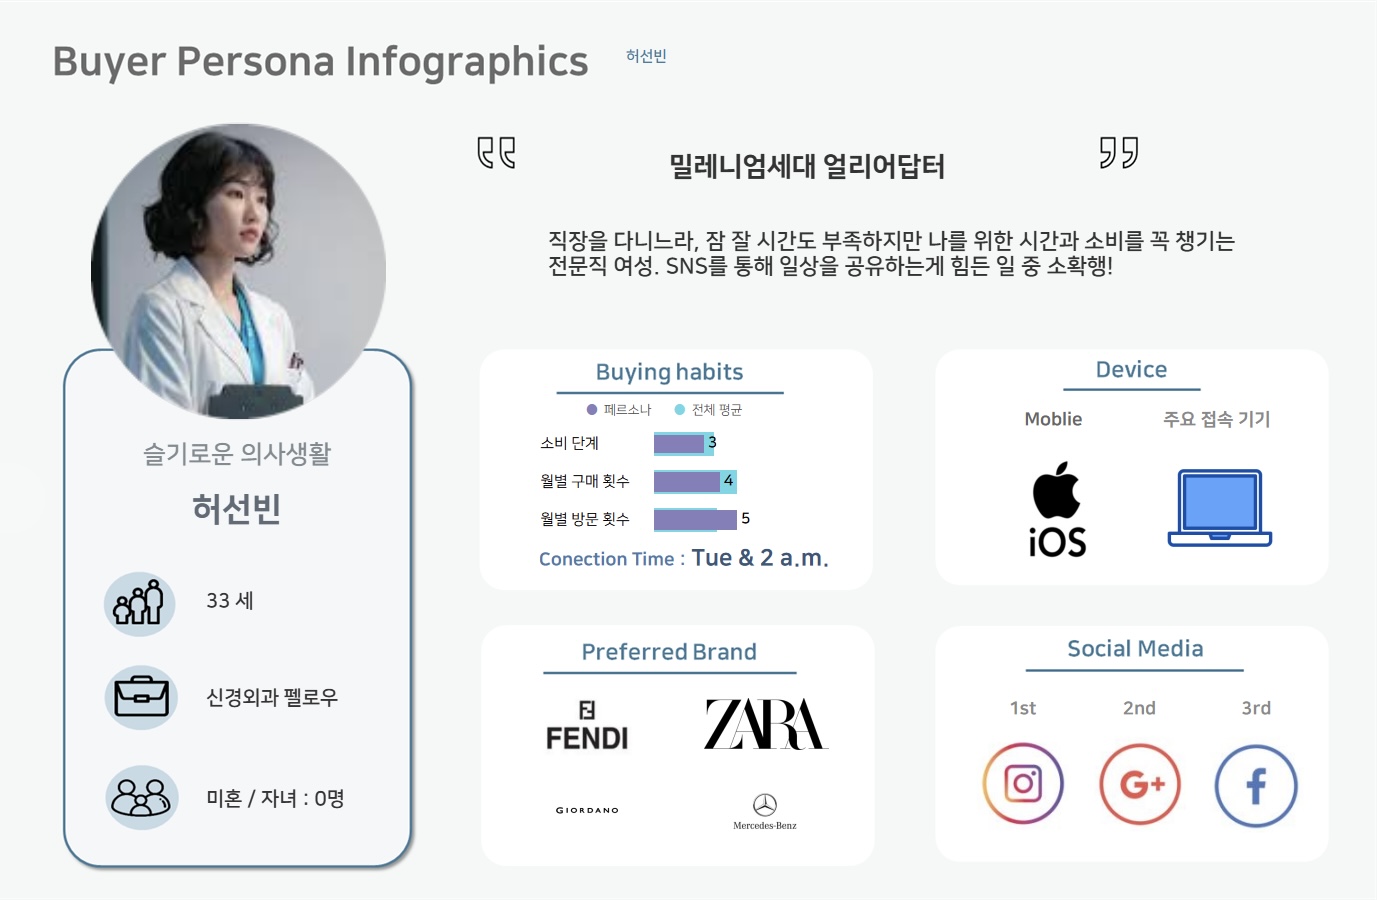 Buyer Persona Infographics
허선빈
밀레니엄세대 얼리어답터
직장을 다니느라, 잠 잘 시간도 부족하지만 나를 위한 시간과 소비를 꼭 챙기는
전문직 여성. SNS를 통해 일상을 공유하는게 힘든 일 중 소확행!
슬기로운 의사생활
허선빈
33 세
신경외과 펠로우
미혼 / 자녀 : 0명
Buying habits
페르소나
전체 평균
소비 단계 3
월별 구매 횟수 4
월별 방문 횟수 5
Conection Time : Tue & 2 a.m.
Device
Moblie
주요 접속 기기
iOS
Preferred Brand
FENDI
ZARA
GIORDANO
Mercedes-Benz
Social Media
1st
2nd
3rd
G+
f